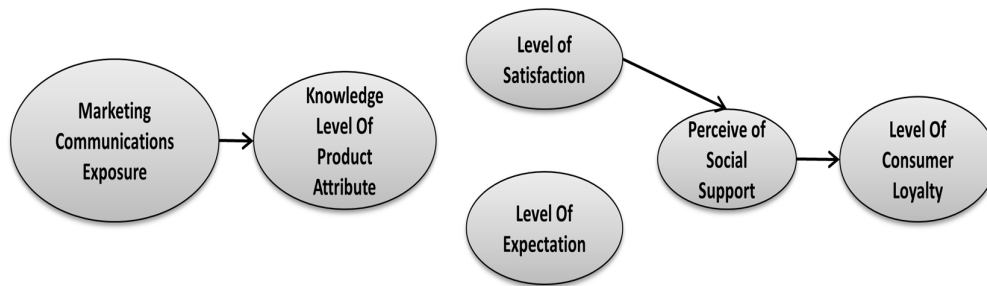 Marketing
Communications
Exposure
Knowledge
Level Of
Product
Attribute
Level of
Satisfaction
Level Of
Expectation
Perceive of
Social
Support
Level Of
Consumer
Loyalty